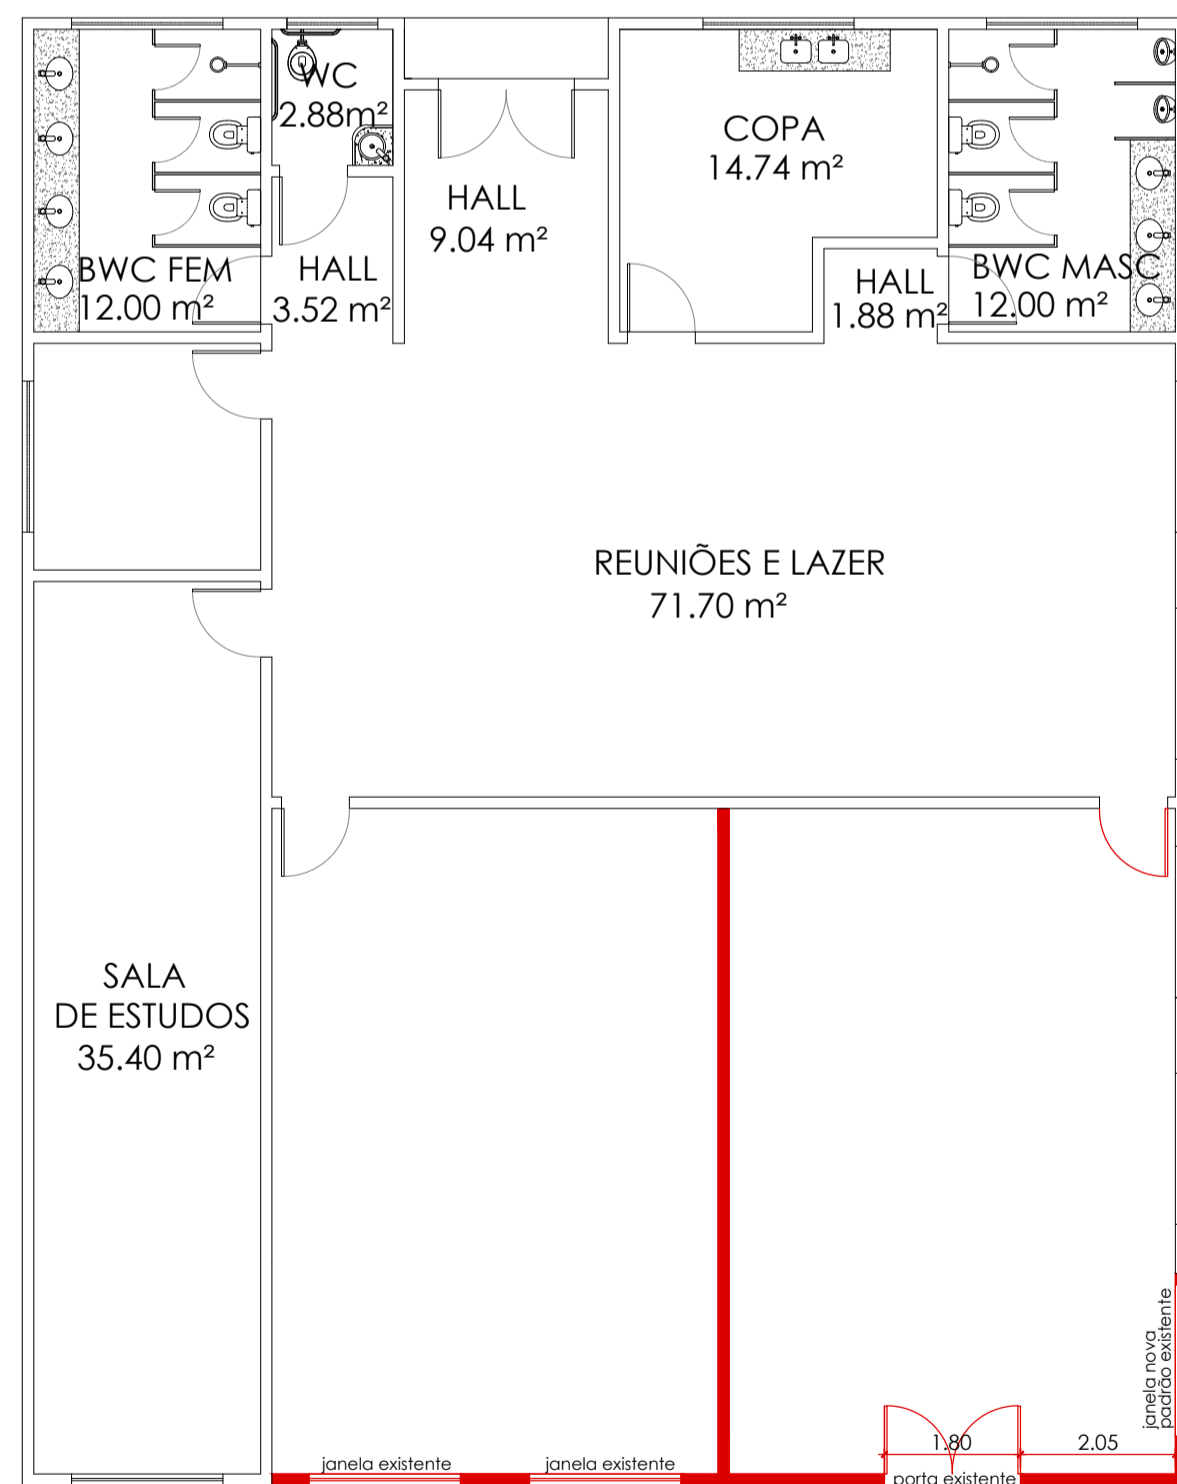 WC
2.88m²
COPA
14.74 m²
HALL
9.04 m²
BWC FEM
12.00 m²
HALL
3.52 m²
HALL
1.88 m²
BWC MASC
12.00 m²
REUNIÕES E LAZER
71.70 m²
SALA
DE ESTUDOS
35.40 m²
janela nova
padrão existente
1.80
2.05
janela existente
janela existente
porta existente